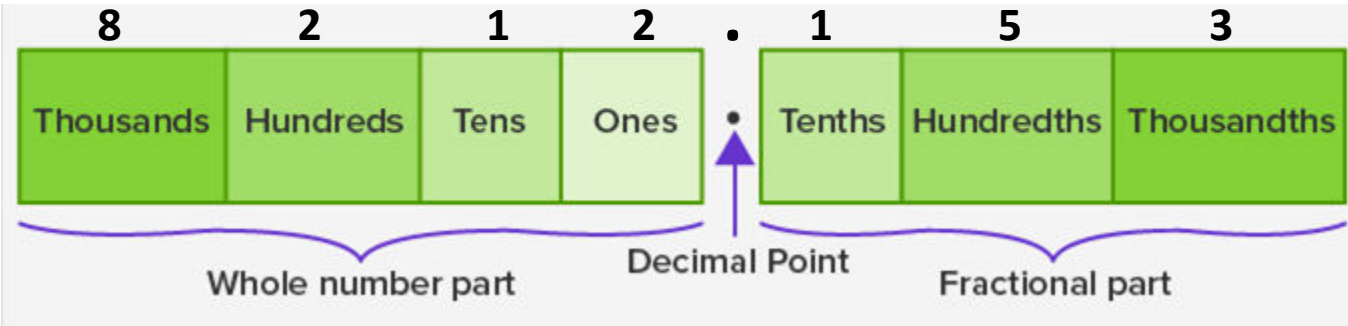 8 2 1 2 . 1 5 3
Thousands Hundreds Tens Ones . Tenths Hundredths Thousandths
Decimal Point
Whole number part Fractional part